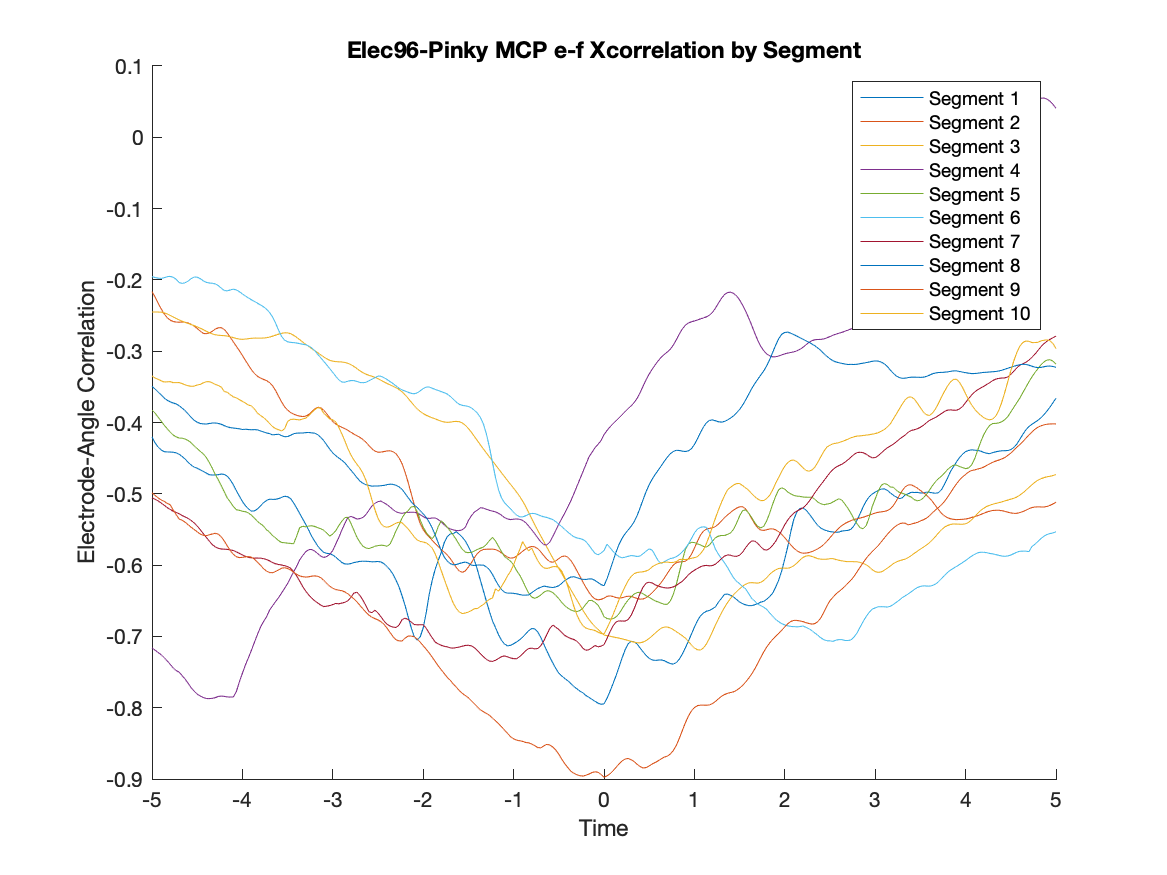 Elec96-Pinky MCP e-f Xcorrelation by Segment
0.1
0
-0.1
-0.2
-0.3
-0.4
-0.5
-0.6
-0.7
-0.8
-0.9
Electrode-Angle Correlation
Segment 1
Segment 2
Segment 3
Segment 4
Segment 5
Segment 6
Segment 7
Segment 8
Segment 9
Segment 10
-5 -4 -3 -2 -1 0 1 2 3 4 5
Time